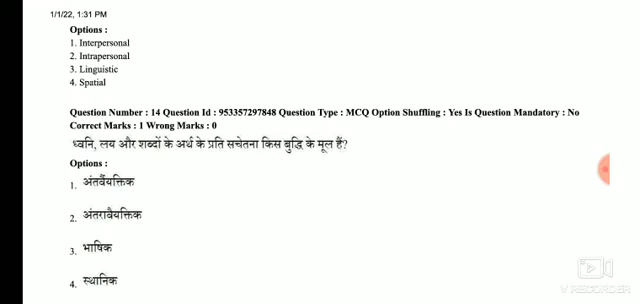 1/1/22, 1:31 PM
Options :
1. Interpersonal
2. Intrapersonal
3. Linguistic
4. Spatial
Question Number : 14 Question Id : 953357297848 Question Type : MCQ Option Shuffling : Yes Is Question Mandatory : No
Correct Marks : 1 Wrong Marks : 0
ध्वनि, लय और शब्दों के अर्थ के प्रति सचेतना किस बुद्धि के मूल हैं?
Options :
1. अंतर्वैयक्तिक
2. अंतरावैयक्तिक
3. भाषिक
4. स्थानिक
V RECORDER